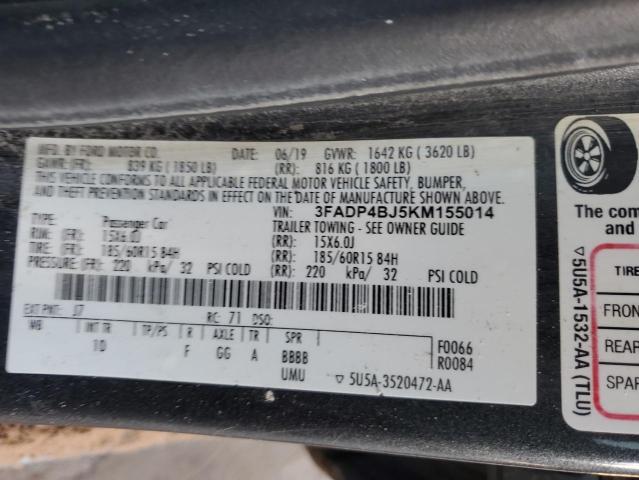 MFD. BY FORD MOTOR CO.
DATE: 06/19 GVWR: 1642 KG ( 3620 LB)
GAWR: (FR): 839 KG ( 1850 LB) (RR): 816 KG ( 1800 LB)
THIS VEHICLE CONFORMS TO ALL APPLICABLE FEDERAL MOTOR VEHICLE SAFETY, BUMPER,
AND THEFT PREVENTION STANDARDS IN EFFECT ON THE DATE OF MANUFACTURE SHOWN ABOVE.
VIN: 3FADP4BJ5KM155014
TYPE: Passenger Car TRAILER TOWING - SEE OWNER GUIDE
RIM: (FR): 15X6.0J (RR): 15X6.0J
TIRE: (FR): 185/60R15 84H (RR): 185/60R15 84H
PRESSURE: (FR): 220 kPa/ 32 PSI COLD (RR): 220 kPa/ 32 PSI COLD
EXT PNT: J7 RC: 71 DSO:
WB INT TR TP/PS R AXLE TR SPR F0066
1D F GG A BBBB R0084
UMU ▽ 5U5A-3520472-AA
▽ 5U5A-1532-AA (TLU)
The com
and
TIRE
FRON
REAR
SPAR